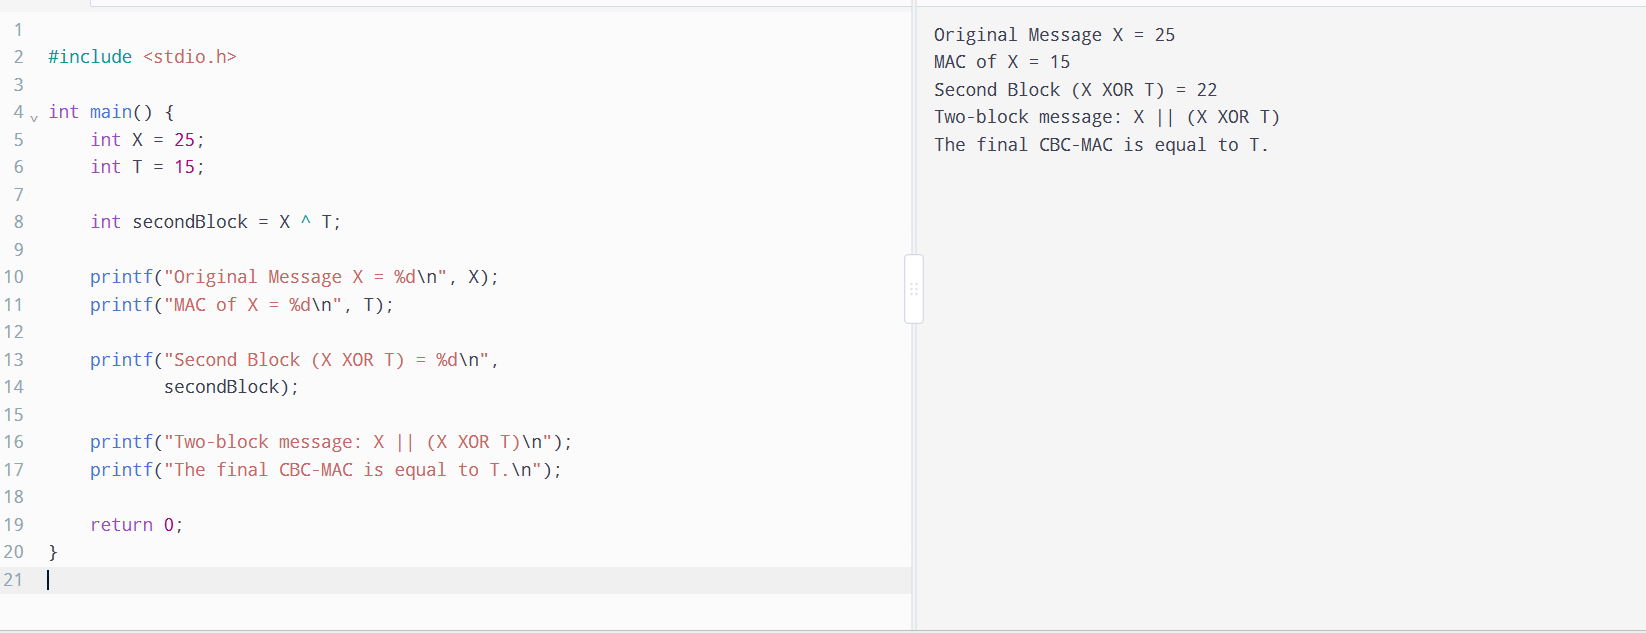 1
2 #include <stdio.h>
3
4 int main() {
5     int X = 25;
6     int T = 15;
7
8     int secondBlock = X ^ T;
9
10     printf("Original Message X = %d\n", X);
11     printf("MAC of X = %d\n", T);
12
13     printf("Second Block (X XOR T) = %d\n",
14            secondBlock);
15
16     printf("Two-block message: X || (X XOR T)\n");
17     printf("The final CBC-MAC is equal to T.\n");
18
19     return 0;
20 }
21
Original Message X = 25
MAC of X = 15
Second Block (X XOR T) = 22
Two-block message: X || (X XOR T)
The final CBC-MAC is equal to T.